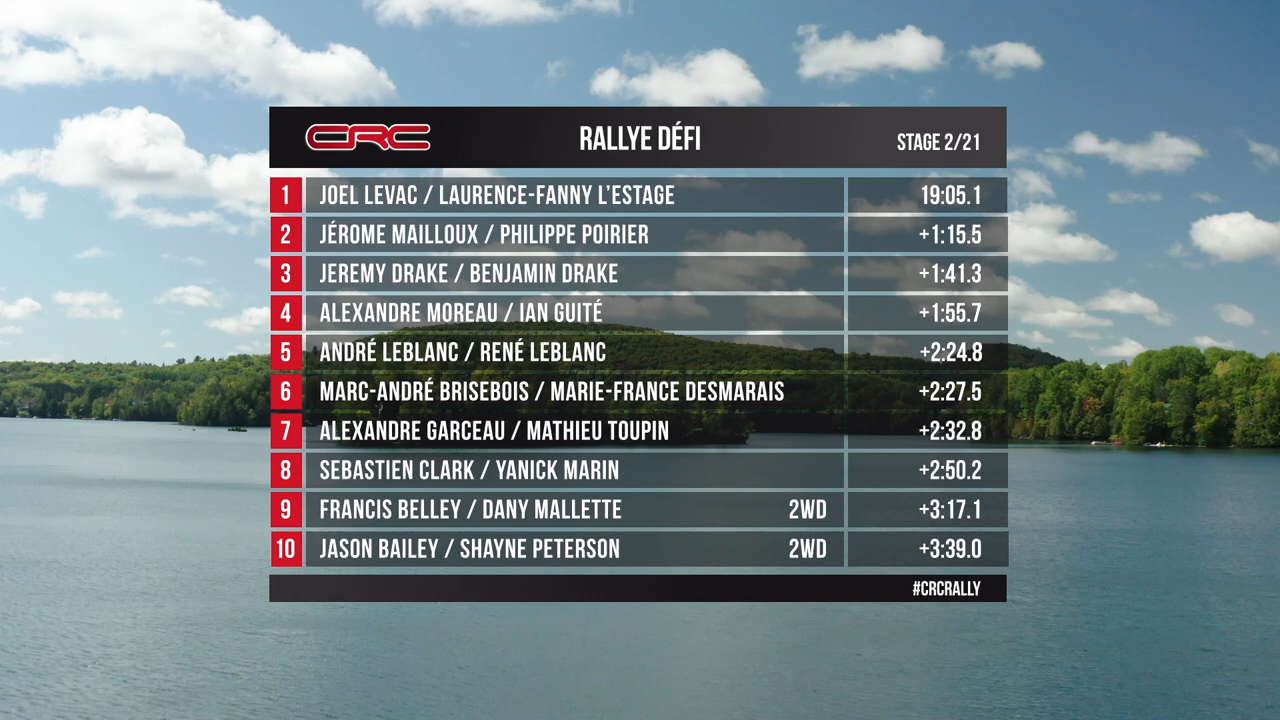 CRC
RALLYE DÉFI
STAGE 2/21
1 JOEL LEVAC / LAURENCE-FANNY L'ESTAGE 19:05.1
2 JÉROME MAILLOUX / PHILIPPE POIRIER +1:15.5
3 JEREMY DRAKE / BENJAMIN DRAKE +1:41.3
4 ALEXANDRE MOREAU / IAN GUITÉ +1:55.7
5 ANDRÉ LEBLANC / RENÉ LEBLANC +2:24.8
6 MARC-ANDRÉ BRISEBOIS / MARIE-FRANCE DESMARAIS +2:27.5
7 ALEXANDRE GARCEAU / MATHIEU TOUPIN +2:32.8
8 SEBASTIEN CLARK / YANICK MARIN +2:50.2
9 FRANCIS BELLEY / DANY MALLETTE 2WD +3:17.1
10 JASON BAILEY / SHAYNE PETERSON 2WD +3:39.0
#CRCRALLY